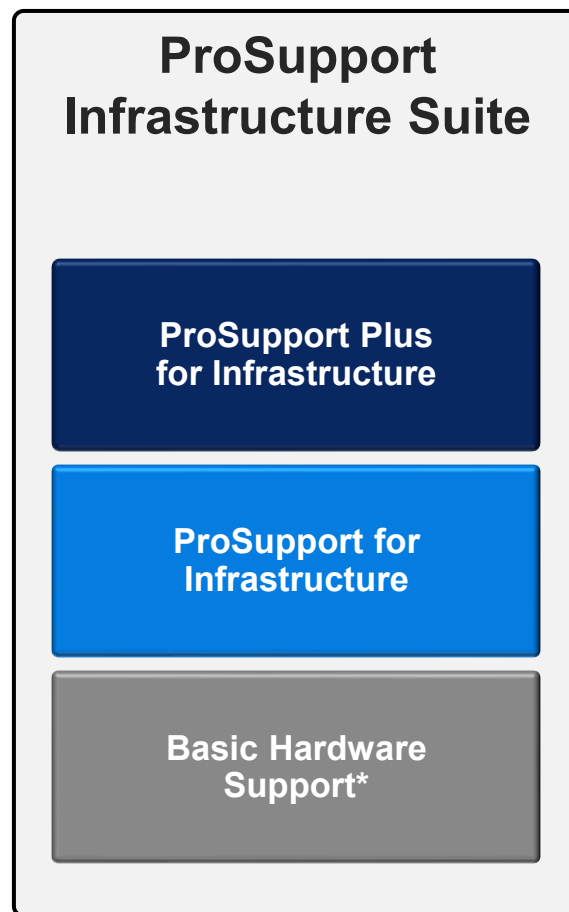 ProSupport
Infrastructure Suite
ProSupport Plus
for Infrastructure
ProSupport for
Infrastructure
Basic Hardware
Support*